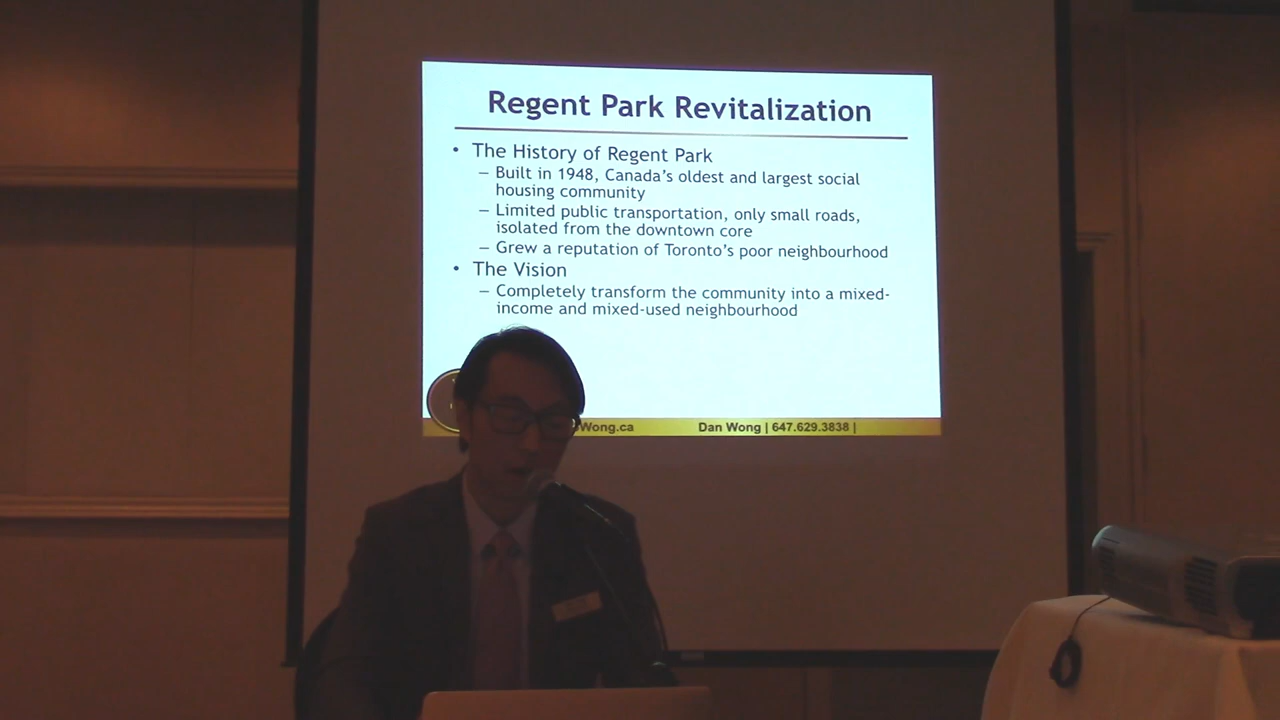 Regent Park Revitalization
• The History of Regent Park
– Built in 1948, Canada's oldest and largest social
housing community
– Limited public transportation, only small roads,
isolated from the downtown core
– Grew a reputation of Toronto's poor neighbourhood
• The Vision
– Completely transform the community into a mixed-
income and mixed-used neighbourhood
Wong.ca Dan Wong | 647.629.3838 |